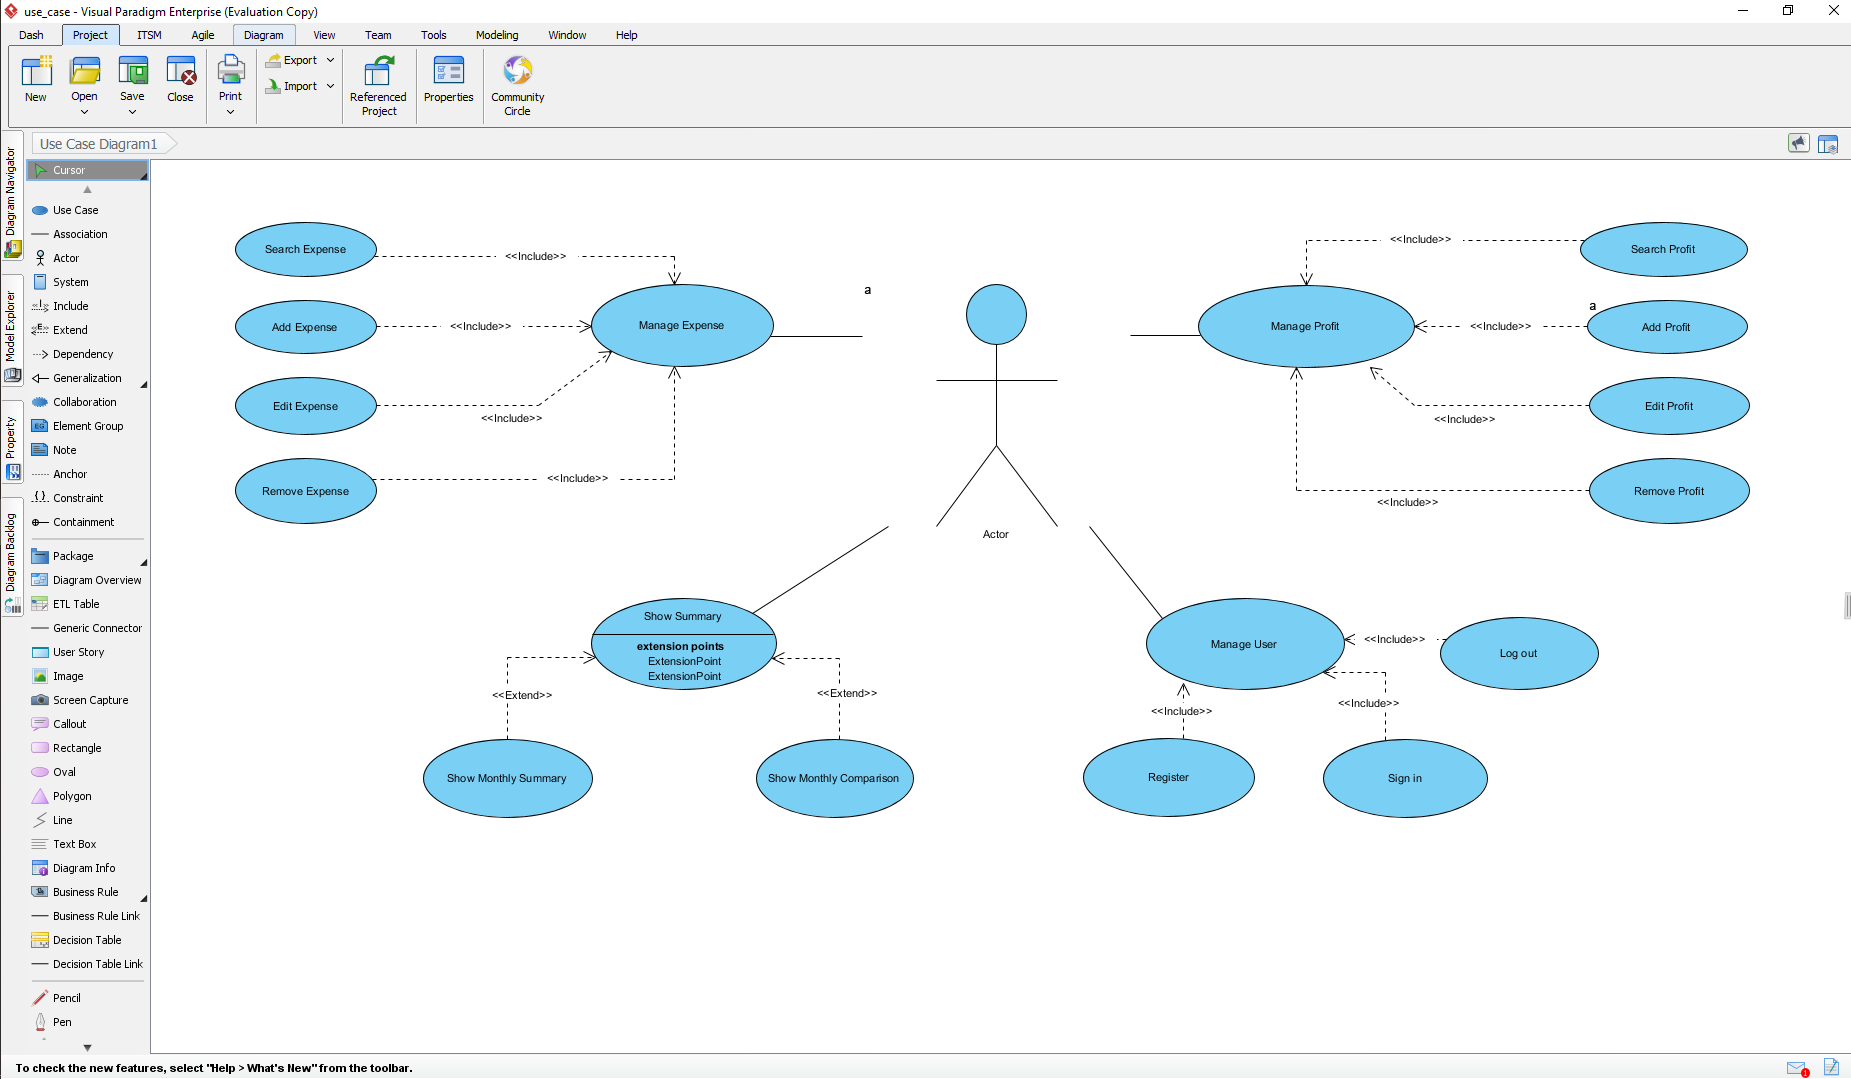 use_case - Visual Paradigm Enterprise (Evaluation Copy)
Dash Project ITSM Agile Diagram View Team Tools Modeling Window Help
New
Open
Save
Close
Print
Export
Import
Referenced
Project
Properties
Community
Circle
Use Case Diagram1
Diagram Navigator
Model Explorer
Property
Diagram Backlog
Cursor
Use Case
Association
Actor
System
Include
Extend
Dependency
Generalization
Collaboration
Element Group
Note
Anchor
Constraint
Containment
Package
Diagram Overview
ETL Table
Generic Connector
User Story
Image
Screen Capture
Callout
Rectangle
Oval
Polygon
Line
Text Box
Diagram Info
Business Rule
Business Rule Link
Decision Table
Decision Table Link
Pencil
Pen
Search Expense
<<Include>>
Add Expense
<<Include>>
Manage Expense
a
Edit Expense
<<Include>>
Remove Expense
<<Include>>
Actor
Manage Profit
<<Include>>
Search Profit
a
<<Include>>
Add Profit
<<Include>>
Edit Profit
<<Include>>
Remove Profit
Show Summary
extension points
ExtensionPoint
ExtensionPoint
<<Extend>>
<<Extend>>
Show Monthly Summary
Show Monthly Comparison
Manage User
<<Include>>
Log out
<<Include>>
<<Include>>
Register
Sign in
To check the new features, select "Help > What's New" from the toolbar.